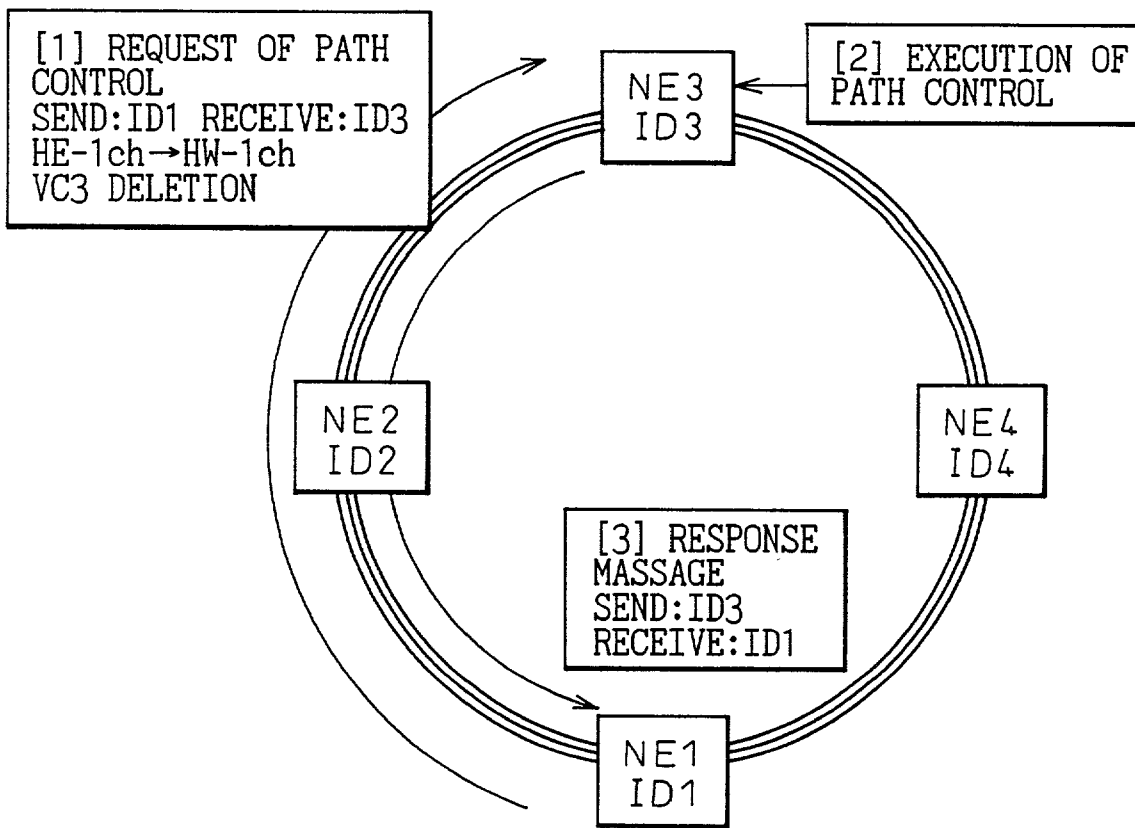 [1] REQUEST OF PATH
CONTROL
SEND:ID1 RECEIVE:ID3
HE-1ch→HW-1ch
VC3 DELETION
NE3
ID3
[2] EXECUTION OF
PATH CONTROL
NE2
ID2
NE4
ID4
[3] RESPONSE
MASSAGE
SEND:ID3
RECEIVE:ID1
NE1
ID1